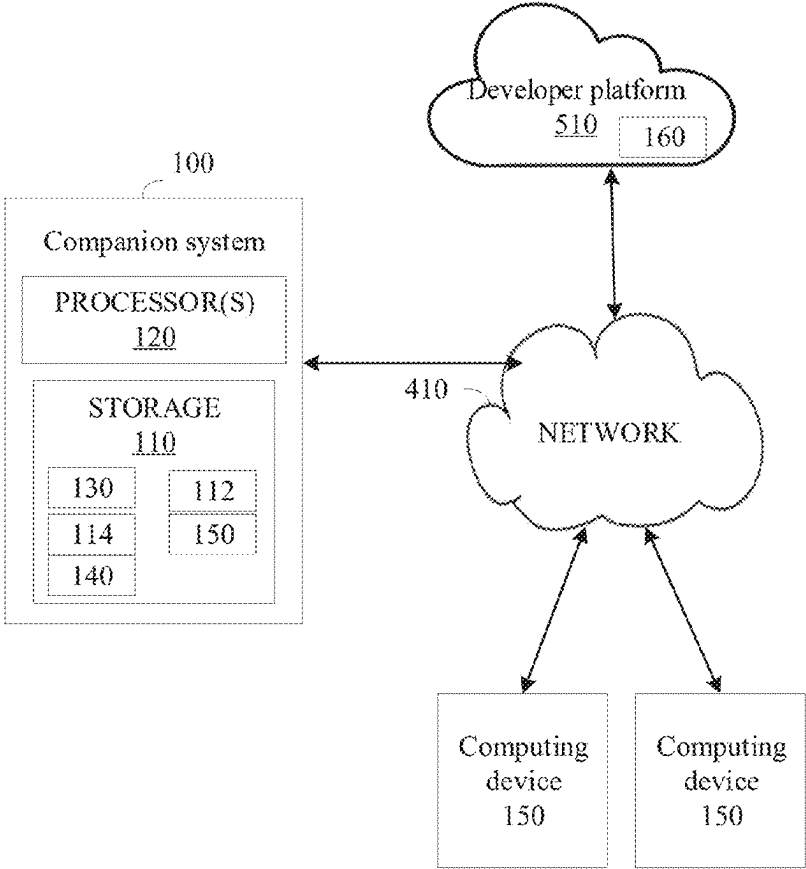 Developer platform
510
160
100
Companion system
PROCESSOR(S)
120
STORAGE
110
130
112
114
150
140
410
NETWORK
Computing
device
150
Computing
device
150